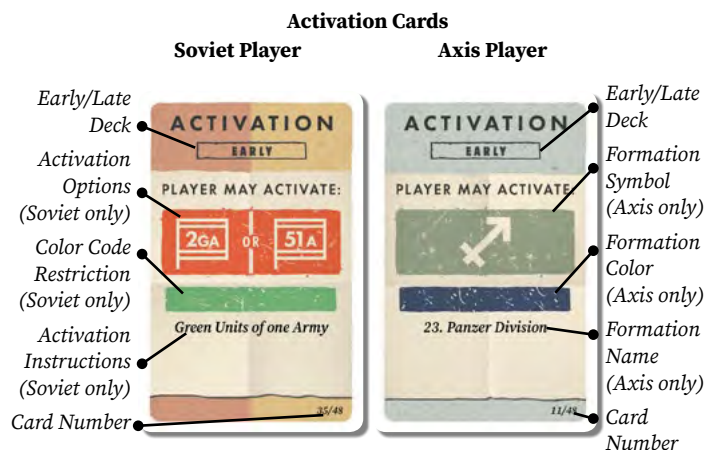 Activation Cards
Soviet Player
Axis Player
Early/Late
Deck
Activation
Options
(Soviet only)
Color Code
Restriction
(Soviet only)
Activation
Instructions
(Soviet only)
Card Number
ACTIVATION
EARLY
PLAYER MAY ACTIVATE:
2GA OR 51A
Green Units of one Army
35/48
ACTIVATION
EARLY
PLAYER MAY ACTIVATE:
23. Panzer Division
11/48
Early/Late
Deck
Formation
Symbol
(Axis only)
Formation
Color
(Axis only)
Formation
Name
(Axis only)
Card
Number